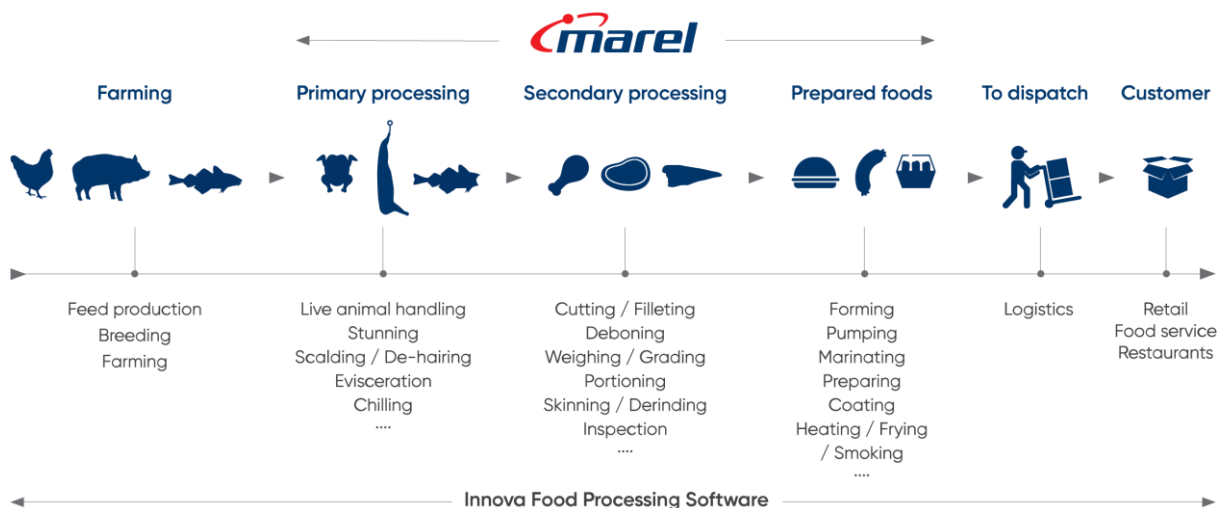 marel
Farming
Primary processing
Secondary processing
Prepared foods
To dispatch
Customer
Feed production
Breeding
Farming
Live animal handling
Stunning
Scalding / De-hairing
Evisceration
Chilling
....
Cutting / Filleting
Deboning
Weighing / Grading
Portioning
Skinning / Derinding
Inspection
....
Forming
Pumping
Marinating
Preparing
Coating
Heating / Frying
/ Smoking
....
Logistics
Retail
Food service
Restaurants
Innova Food Processing Software